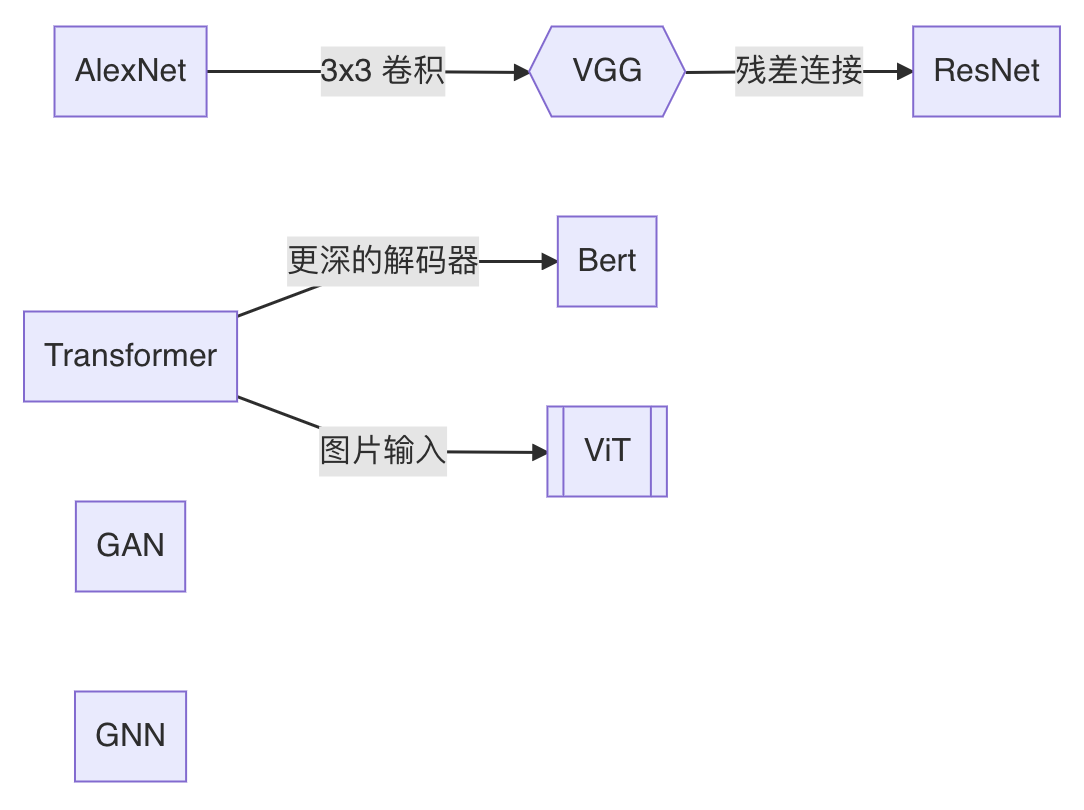 AlexNet
3x3 卷积
VGG
残差连接
ResNet
更深的解码器
Bert
Transformer
图片输入
ViT
GAN
GNN